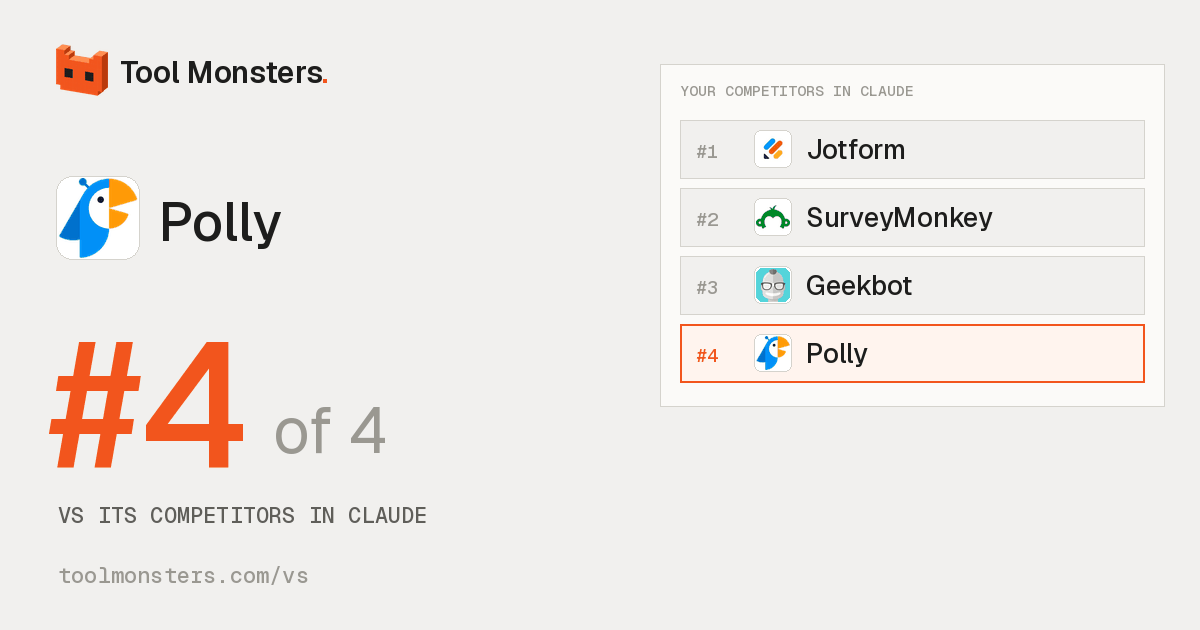 Tool Monsters.
Polly
#4 of 4
VS ITS COMPETITORS IN CLAUDE
toolmonsters.com/vs
YOUR COMPETITORS IN CLAUDE
#1 Jotform
#2 SurveyMonkey
#3 Geekbot
#4 Polly